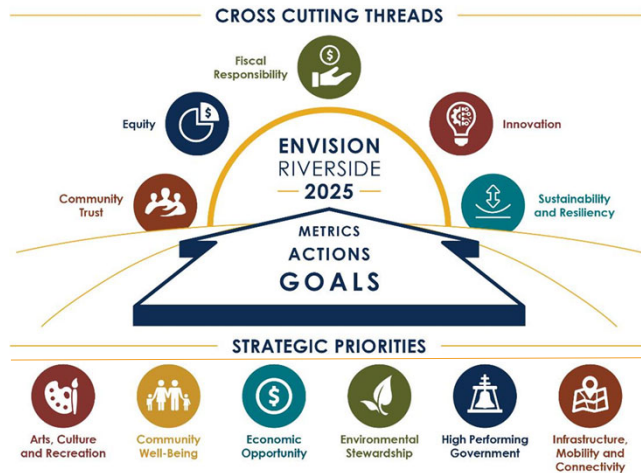 CROSS CUTTING THREADS
Fiscal
Responsibility
Equity
Innovation
ENVISION
RIVERSIDE
2025
Community
Trust
Sustainability
and Resiliency
METRICS
ACTIONS
GOALS
STRATEGIC PRIORITIES
Arts, Culture
and Recreation
Community
Well-Being
Economic
Opportunity
Environmental
Stewardship
High Performing
Government
Infrastructure,
Mobility and
Connectivity